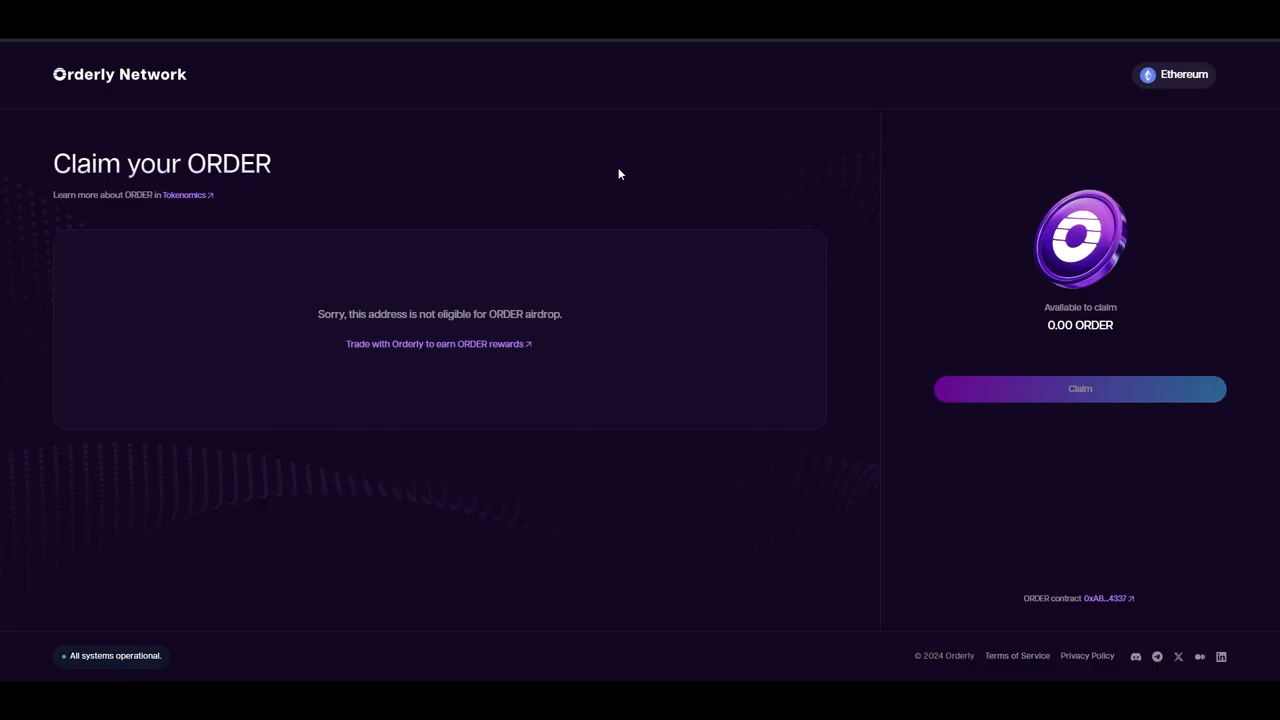 Orderly Network
Ethereum
Claim your ORDER
Learn more about ORDER in Tokenomics
Sorry, this address is not eligible for ORDER airdrop.
Trade with Orderly to earn ORDER rewards
Available to claim
0.00 ORDER
Claim
ORDER contract 0xAB...4337
All systems operational.
© 2024 Orderly Terms of Service Privacy Policy